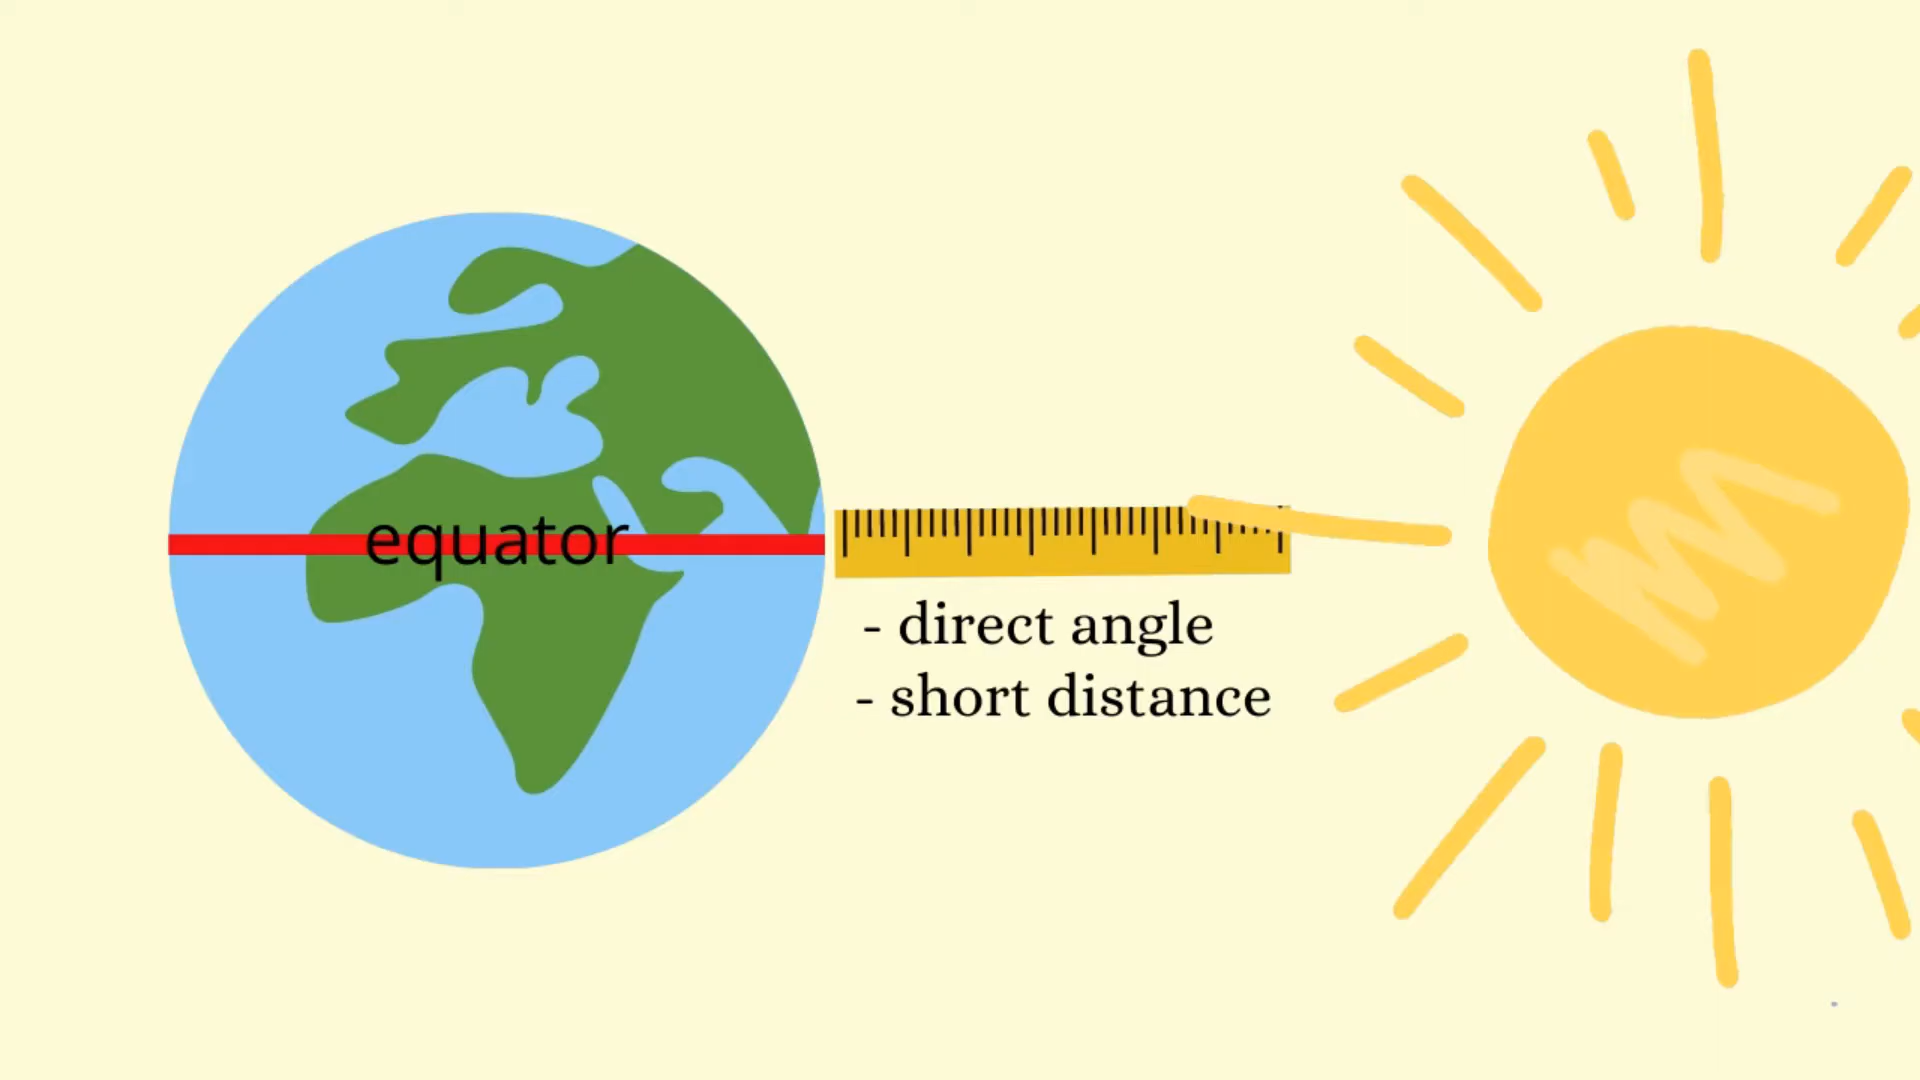 equator
- direct angle
- short distance